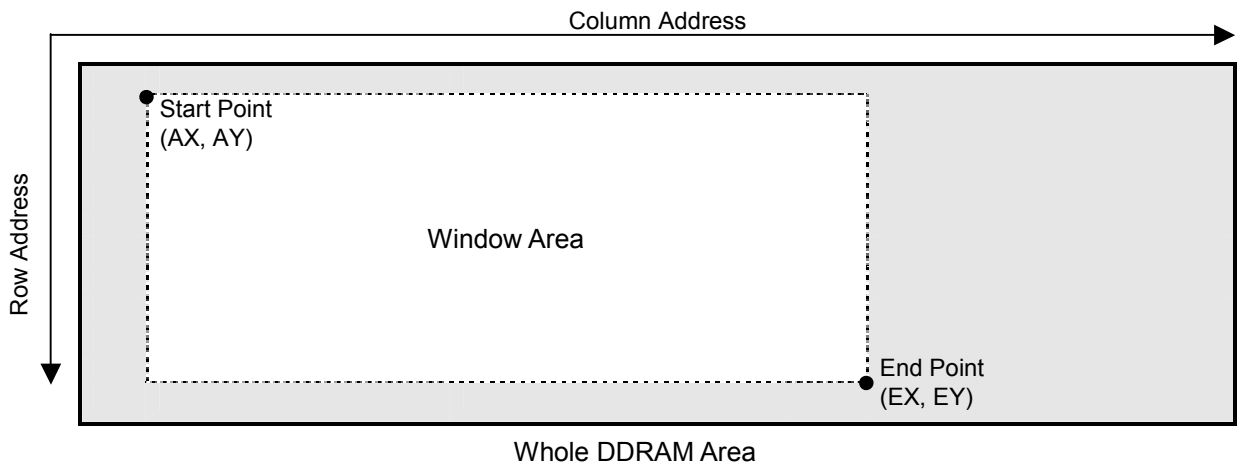 Column Address
Start Point
(AX, AY)
Row Address
Window Area
End Point
(EX, EY)
Whole DDRAM Area